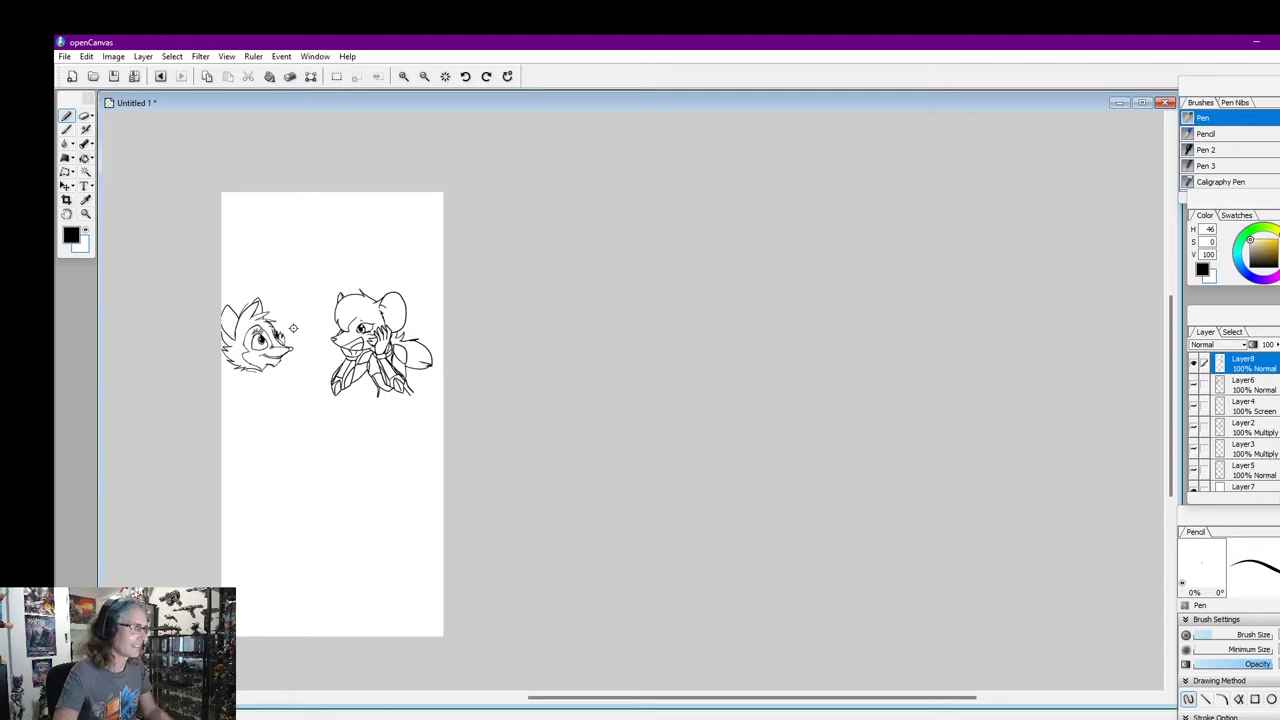 openCanvas
File Edit Image Layer Select Filter View Ruler Event Window Help
Untitled 1 *
Brushes Pen Nibs
Pen
Pencil
Pen 2
Pen 3
Caligraphy Pen
Color Swatches
H 46
S 0
V 100
Layer Select
Normal 100
Layer8
100% Normal
Layer6
100% Normal
Layer4
100% Screen
Layer2
100% Multiply
Layer3
100% Multiply
Layer5
100% Normal
Layer7
Pencil
0% 0°
Pen
Brush Settings
Brush Size
Minimum Size
Opacity
Drawing Method
Stroke Option